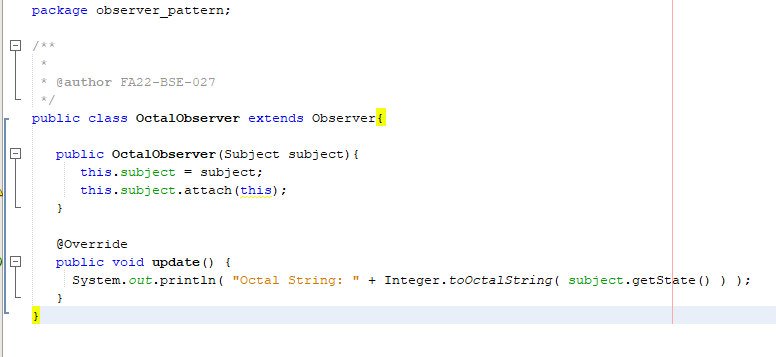 package observer_pattern;
/**
 *
 * @author FA22-BSE-027
 */
public class OctalObserver extends Observer{
public OctalObserver(Subject subject){
this.subject = subject;
this.subject.attach(this);
}
@Override
public void update() {
System.out.println( "Octal String: " + Integer.toOctalString( subject.getState() ) );
}
}